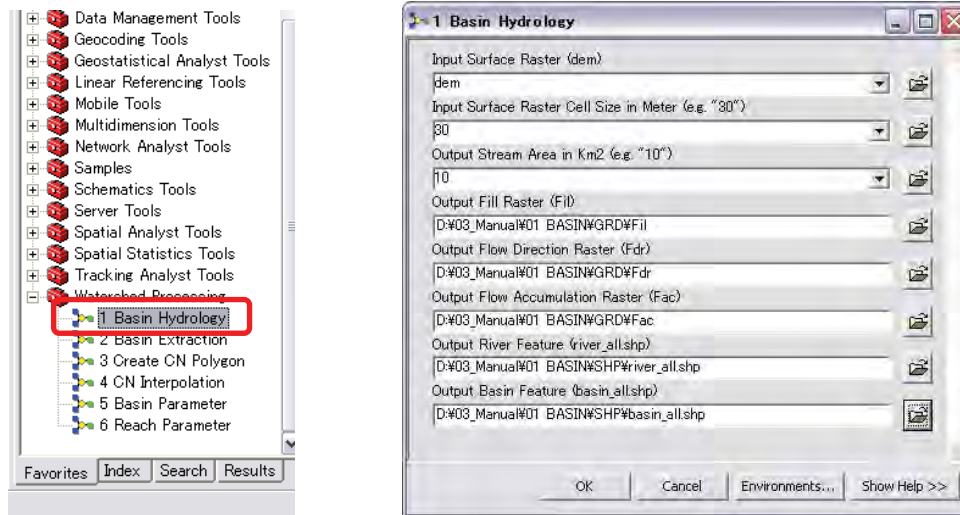 Data Management Tools
Geocoding Tools
Geostatistical Analyst Tools
Linear Referencing Tools
Mobile Tools
Multidimension Tools
Network Analyst Tools
Samples
Schematics Tools
Server Tools
Spatial Analyst Tools
Spatial Statistics Tools
Tracking Analyst Tools
Watershed Processing
1 Basin Hydrology
2 Basin Extraction
3 Create CN Polygon
4 CN Interpolation
5 Basin Parameter
6 Reach Parameter
Favorites Index Search Results
1 Basin Hydrology
Input Surface Raster (dem)
dem
Input Surface Raster Cell Size in Meter (e.g. "30")
30
Output Stream Area in Km2 (e.g. "10")
10
Output Fill Raster (Fil)
D:¥03_Manual¥01 BASIN¥GRD¥Fil
Output Flow Direction Raster (Fdr)
D:¥03_Manual¥01 BASIN¥GRD¥Fdr
Output Flow Accumulation Raster (Fac)
D:¥03_Manual¥01 BASIN¥GRD¥Fac
Output River Feature (river_all.shp)
D:¥03_Manual¥01 BASIN¥SHP¥river_all.shp
Output Basin Feature (basin_all.shp)
D:¥03_Manual¥01 BASIN¥SHP¥basin_all.shp
OK Cancel Environments... Show Help >>